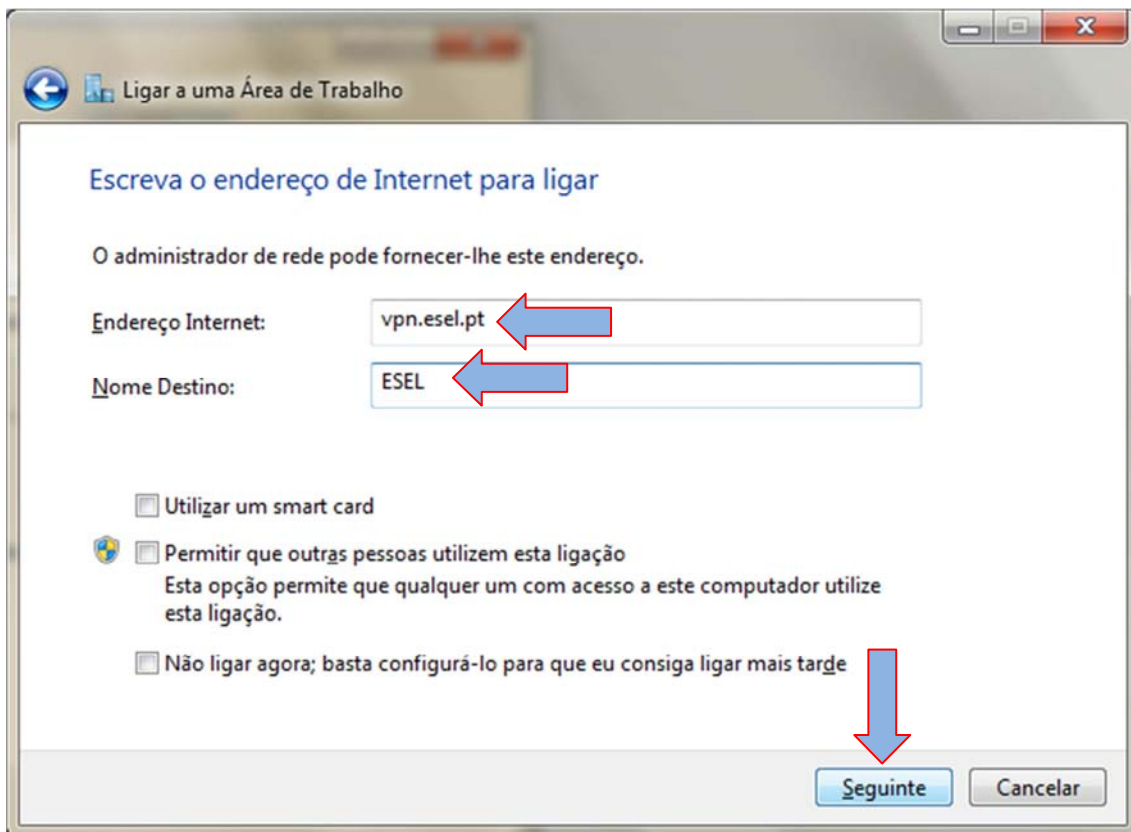 Ligar a uma Área de Trabalho
Escreva o endereço de Internet para ligar
O administrador de rede pode fornecer-lhe este endereço.
Endereço Internet: vpn.esel.pt
Nome Destino: ESEL
Utilizar um smart card
Permitir que outras pessoas utilizem esta ligação
Esta opção permite que qualquer um com acesso a este computador utilize
esta ligação.
Não ligar agora; basta configurá-lo para que eu consiga ligar mais tarde
Seguinte Cancelar